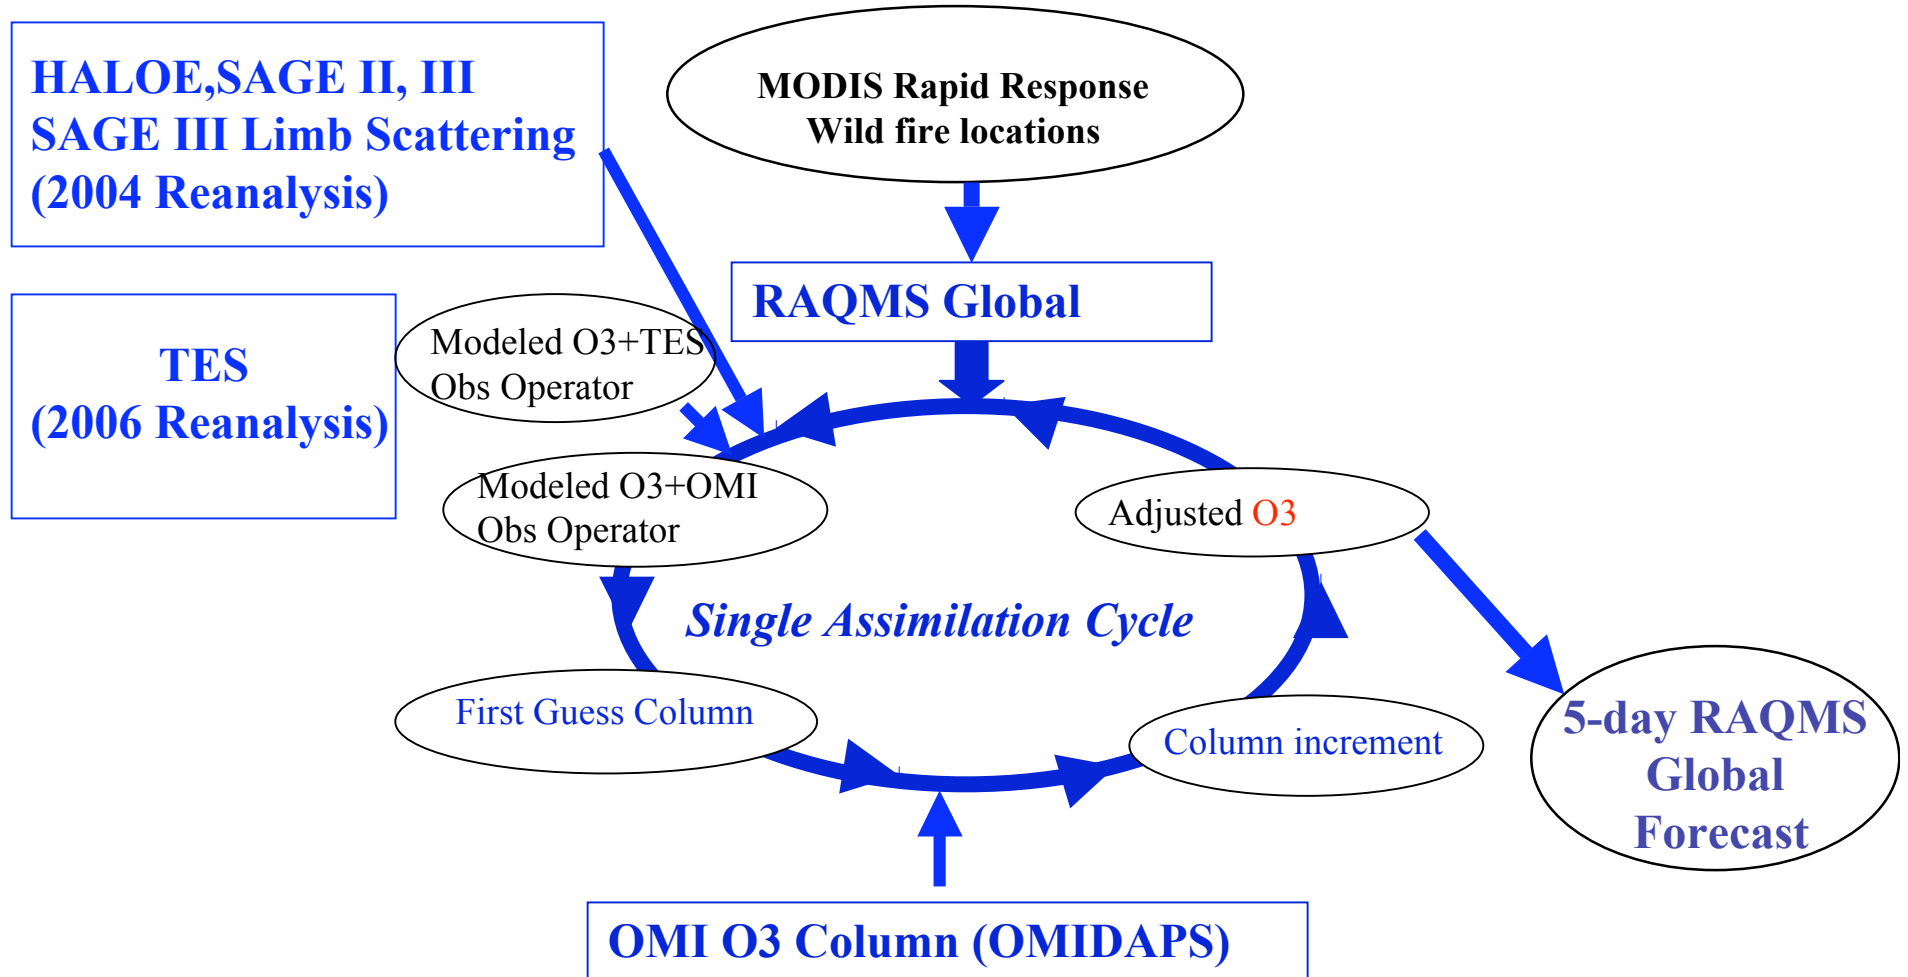 HALOE,SAGE II, III
SAGE III Limb Scattering
(2004 Reanalysis)
MODIS Rapid Response
Wild fire locations
RAQMS Global
TES
(2006 Reanalysis)
Modeled O3+TES
Obs Operator
Modeled O3+OMI
Obs Operator
Adjusted O3
Single Assimilation Cycle
First Guess Column
Column increment
5-day RAQMS
Global
Forecast
OMI O3 Column (OMIDAPS)